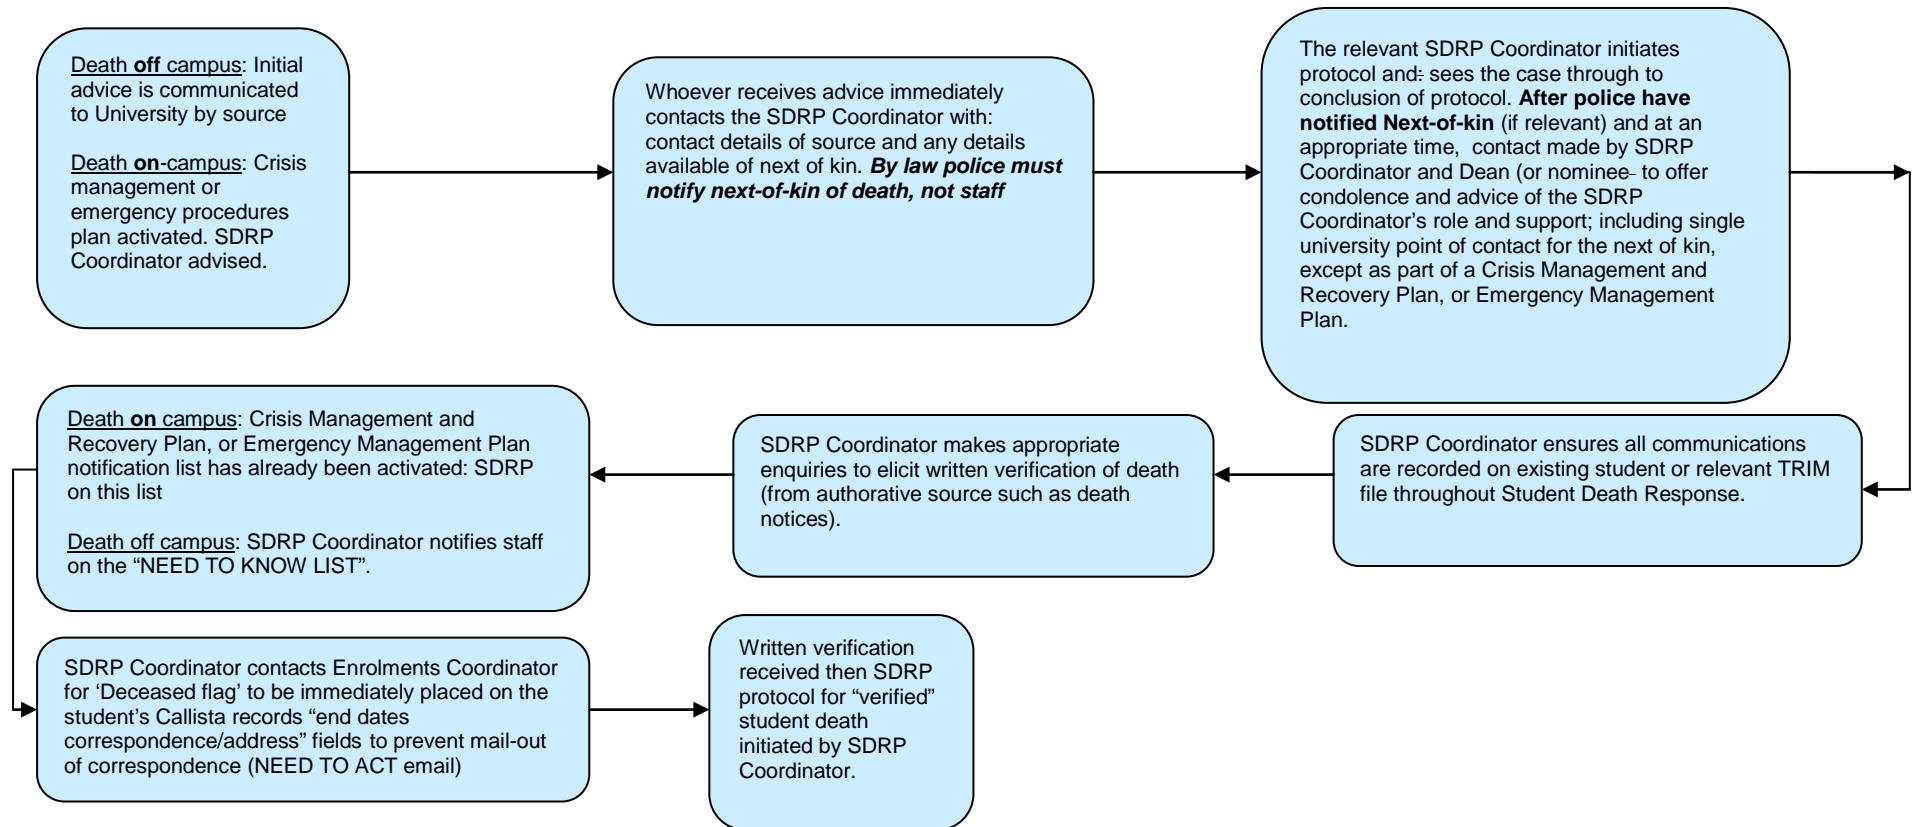 Death off campus: Initial
advice is communicated
to University by source
Death on-campus: Crisis
management or
emergency procedures
plan activated. SDRP
Coordinator advised.
Whoever receives advice immediately
contacts the SDRP Coordinator with:
contact details of source and any details
available of next of kin. By law police must
notify next-of-kin of death, not staff
The relevant SDRP Coordinator initiates
protocol and: sees the case through to
conclusion of protocol. After police have
notified Next-of-kin (if relevant) and at an
appropriate time, contact made by SDRP
Coordinator and Dean (or nominee- to offer
condolence and advice of the SDRP
Coordinator’s role and support; including single
university point of contact for the next of kin,
except as part of a Crisis Management and
Recovery Plan, or Emergency Management
Plan.
SDRP Coordinator ensures all communications
are recorded on existing student or relevant TRIM
file throughout Student Death Response.
SDRP Coordinator makes appropriate
enquiries to elicit written verification of death
(from authorative source such as death
notices).
Death on campus: Crisis Management and
Recovery Plan, or Emergency Management Plan
notification list has already been activated: SDRP
on this list
Death off campus: SDRP Coordinator notifies staff
on the “NEED TO KNOW LIST”.
SDRP Coordinator contacts Enrolments Coordinator
for ‘Deceased flag’ to be immediately placed on the
student’s Callista records “end dates
correspondence/address” fields to prevent mail-out
of correspondence (NEED TO ACT email)
Written verification
received then SDRP
protocol for “verified”
student death
initiated by SDRP
Coordinator.